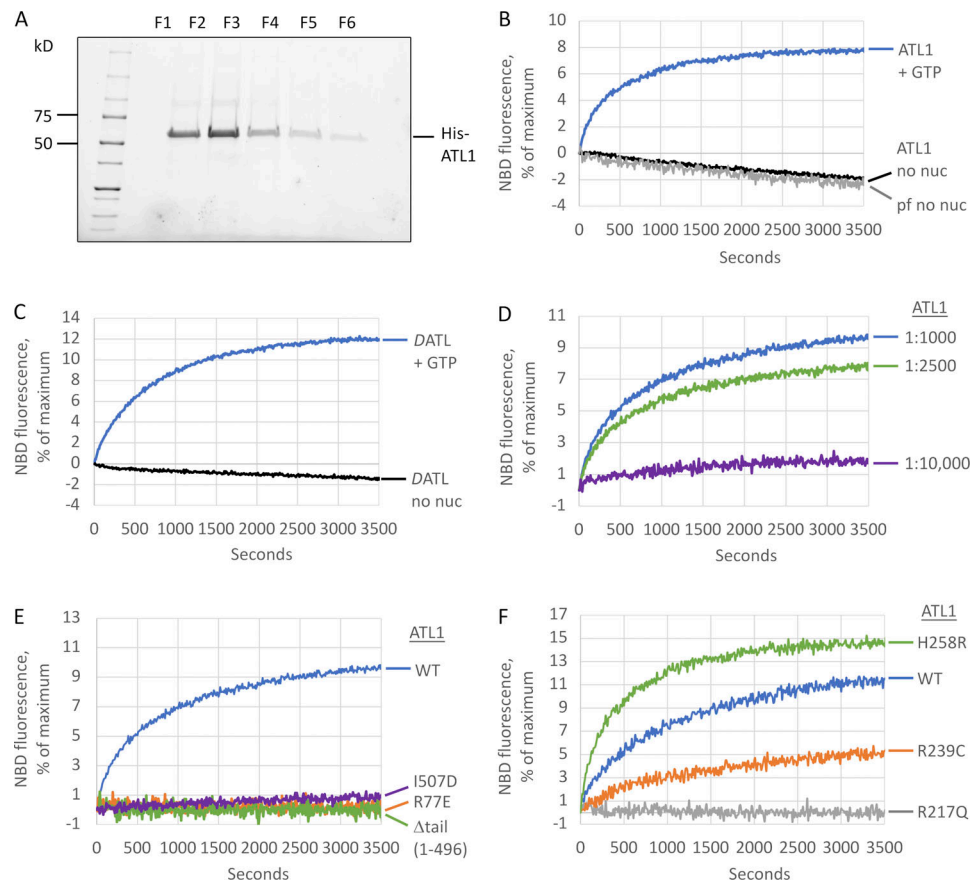 A
F1 F2 F3 F4 F5 F6
kD
75
50
His-
ATL1
B
NBD fluorescence,
% of maximum
10
8
6
4
2
0
-2
-4
0 500 1000 1500 2000 2500 3000 3500
Seconds
ATL1
+ GTP
ATL1
no nuc
pf no nuc
C
NBD fluorescence,
% of maximum
14
12
10
8
6
4
2
0
-2
-4
0 500 1000 1500 2000 2500 3000 3500
Seconds
DATL
+ GTP
DATL
no nuc
D
NBD fluorescence,
% of maximum
11
9
7
5
3
1
-1
0 500 1000 1500 2000 2500 3000 3500
Seconds
ATL1
1:1000
1:2500
1:10,000
E
NBD fluorescence,
% of maximum
13
11
9
7
5
3
1
-1
0 500 1000 1500 2000 2500 3000 3500
Seconds
ATL1
WT
I507D
R77E
Δtail
(1-496)
F
NBD fluorescence,
% of maximum
17
15
13
11
9
7
5
3
1
-1
0 500 1000 1500 2000 2500 3000 3500
Seconds
ATL1
H258R
WT
R239C
R217Q